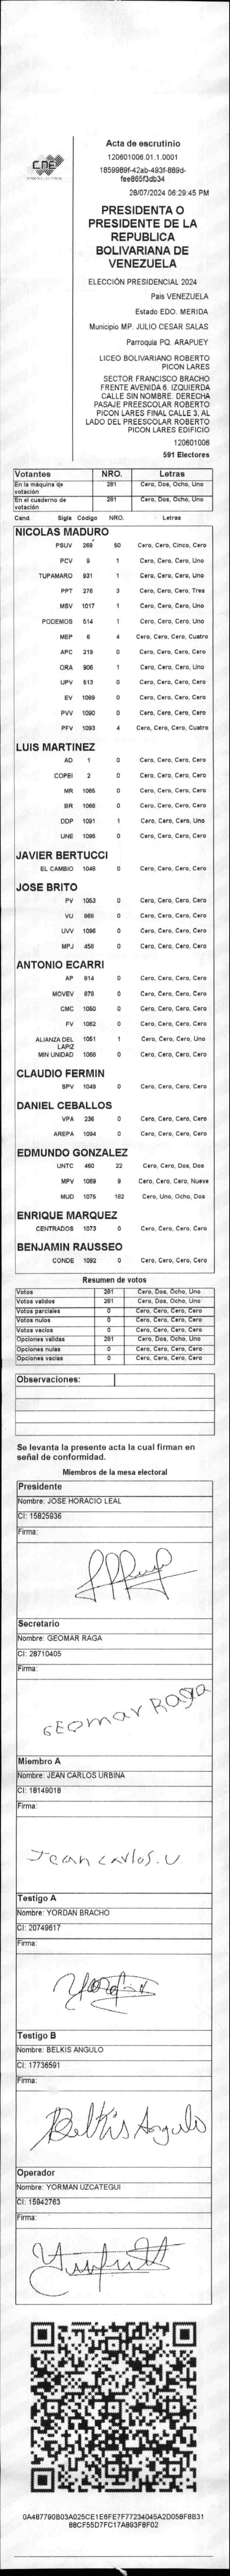 CNE
Acta de escrutinio
120601006.01.1.0001
1859989f-42ab-493f-889d-
fee865f3db34
28/07/2024 06:29:45 PM
PRESIDENTA O
PRESIDENTE DE LA
REPUBLICA
BOLIVARIANA DE
VENEZUELA
ELECCIÓN PRESIDENCIAL 2024
Pais VENEZUELA
Estado EDO. MERIDA
Municipio MP. JULIO CESAR SALAS
Parroquia PQ. ARAPUEY
LICEO BOLIVARIANO ROBERTO
PICON LARES
SECTOR FRANCISCO BRACHO
FRENTE AVENIDA 6. IZQUIERDA
CALLE SIN NOMBRE. DERECHA
PASAJE PREESCOLAR ROBERTO
PICON LARES FINAL CALLE 3, AL
LADO DEL PREESCOLAR ROBERTO
PICON LARES EDIFICIO
120601006
591 Electores
Votantes NRO. Letras
En la máquina de votación 281 Cero, Dos, Ocho, Uno
En el cuaderno de votación 281 Cero, Dos, Ocho, Uno
Cand. Sigla Código NRO. Letras
NICOLAS MADURO
PSUV 269 50 Cero, Cero, Cinco, Cero
PCV 9 1 Cero, Cero, Cero, Uno
TUPAMARO 931 1 Cero, Cero, Cero, Uno
PPT 276 3 Cero, Cero, Cero, Tres
MSV 1017 1 Cero, Cero, Cero, Uno
PODEMOS 514 1 Cero, Cero, Cero, Uno
MEP 6 4 Cero, Cero, Cero, Cuatro
APC 219 0 Cero, Cero, Cero, Cero
ORA 906 1 Cero, Cero, Cero, Uno
UPV 513 0 Cero, Cero, Cero, Cero
EV 1089 0 Cero, Cero, Cero, Cero
PVV 1090 0 Cero, Cero, Cero, Cero
PFV 1093 4 Cero, Cero, Cero, Cuatro
LUIS MARTINEZ
AD 1 0 Cero, Cero, Cero, Cero
COPEI 2 0 Cero, Cero, Cero, Cero
MR 1065 0 Cero, Cero, Cero, Cero
BR 1066 0 Cero, Cero, Cero, Cero
DDP 1091 1 Cero, Cero, Cero, Uno
UNE 1095 0 Cero, Cero, Cero, Cero
JAVIER BERTUCCI
EL CAMBIO 1048 0 Cero, Cero, Cero, Cero
JOSE BRITO
PV 1053 0 Cero, Cero, Cero, Cero
VU 868 0 Cero, Cero, Cero, Cero
UVV 1096 0 Cero, Cero, Cero, Cero
MPJ 458 0 Cero, Cero, Cero, Cero
ANTONIO ECARRI
AP 814 0 Cero, Cero, Cero, Cero
MOVEV 878 0 Cero, Cero, Cero, Cero
CMC 1050 0 Cero, Cero, Cero, Cero
FV 1062 0 Cero, Cero, Cero, Cero
ALIANZA DEL LAPIZ 1051 1 Cero, Cero, Cero, Uno
MIN UNIDAD 1068 0 Cero, Cero, Cero, Cero
CLAUDIO FERMIN
SPV 1049 0 Cero, Cero, Cero, Cero
DANIEL CEBALLOS
VPA 236 0 Cero, Cero, Cero, Cero
AREPA 1094 0 Cero, Cero, Cero, Cero
EDMUNDO GONZALEZ
UNTC 460 22 Cero, Cero, Dos, Dos
MPV 1069 9 Cero, Cero, Cero, Nueve
MUD 1075 182 Cero, Uno, Ocho, Dos
ENRIQUE MARQUEZ
CENTRADOS 1073 0 Cero, Cero, Cero, Cero
BENJAMIN RAUSSEO
CONDE 1092 0 Cero, Cero, Cero, Cero
Resumen de votos
Votos 281 Cero, Dos, Ocho, Uno
Votos validos 281 Cero, Dos, Ocho, Uno
Votos parciales 0 Cero, Cero, Cero, Cero
Votos nulos 0 Cero, Cero, Cero, Cero
Votos vacios 0 Cero, Cero, Cero, Cero
Opciones validas 281 Cero, Dos, Ocho, Uno
Opciones nulas 0 Cero, Cero, Cero, Cero
Opciones vacias 0 Cero, Cero, Cero, Cero
Observaciones:
Se levanta la presente acta la cual firman en
señal de conformidad.
Miembros de la mesa electoral
Presidente
Nombre: JOSE HORACIO LEAL
CI: 15825936
Firma:
Secretario
Nombre: GEOMAR RAGA
CI: 28710405
Firma:
GEOmar Raga
Miembro A
Nombre: JEAN CARLOS URBINA
CI: 18149018
Firma:
Jean carlos. U.
Testigo A
Nombre: YORDAN BRACHO
CI: 20749617
Firma:
Testigo B
Nombre: BELKIS ANGULO
CI: 17736591
Firma:
Belkis Angulo
Operador
Nombre: YORMAN UZCATEGUI
CI: 15942763
Firma:
0A487790B03A025CE1E6FE7F77234045A2D058F8B31
88CF55D7FC17A893F8F02